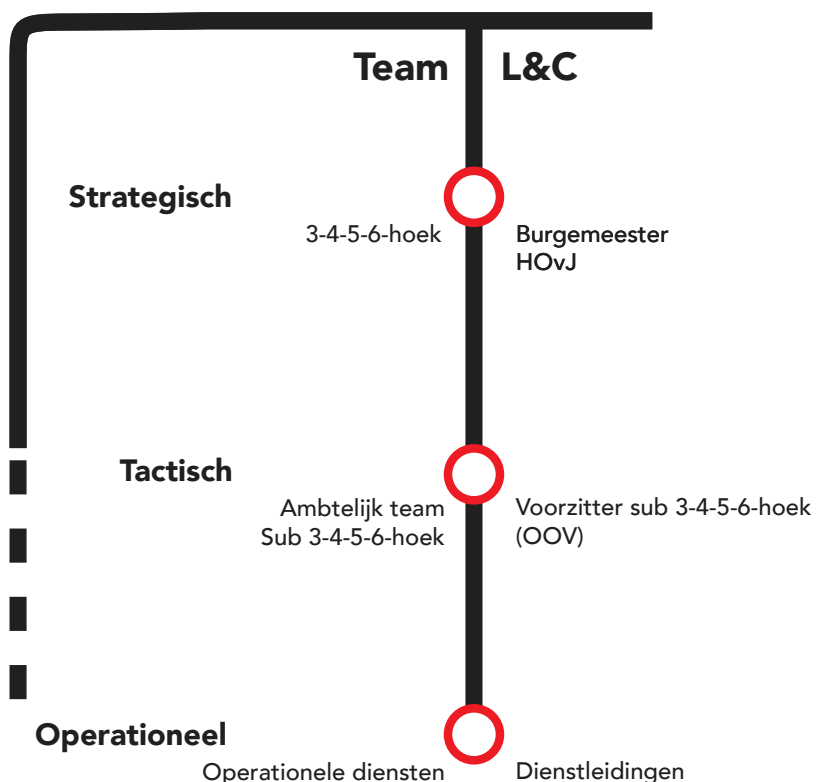 Team L&C
Strategisch
3-4-5-6-hoek
Burgemeester
HOvJ
Tactisch
Ambtelijk team
Sub 3-4-5-6-hoek
Voorzitter sub 3-4-5-6-hoek
(OOV)
Operationeel
Operationele diensten
Dienstleidingen